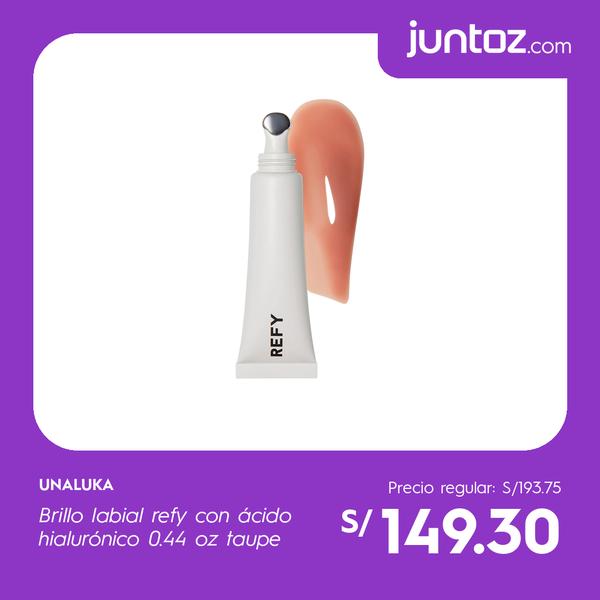 juntoz.com
REFY
UNALUKA
Brillo labial refy con ácido
hialurónico 0.44 oz taupe
Precio regular: S/193.75
S/149.30